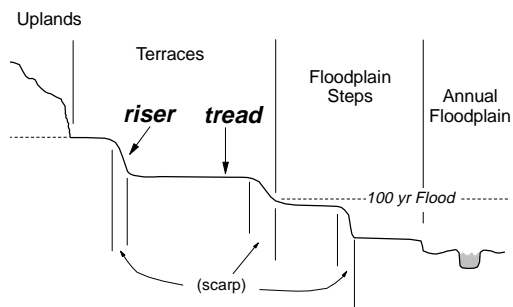 Uplands
Terraces
Floodplain
Steps
Annual
Floodplain
riser
tread
100 yr Flood
(scarp)